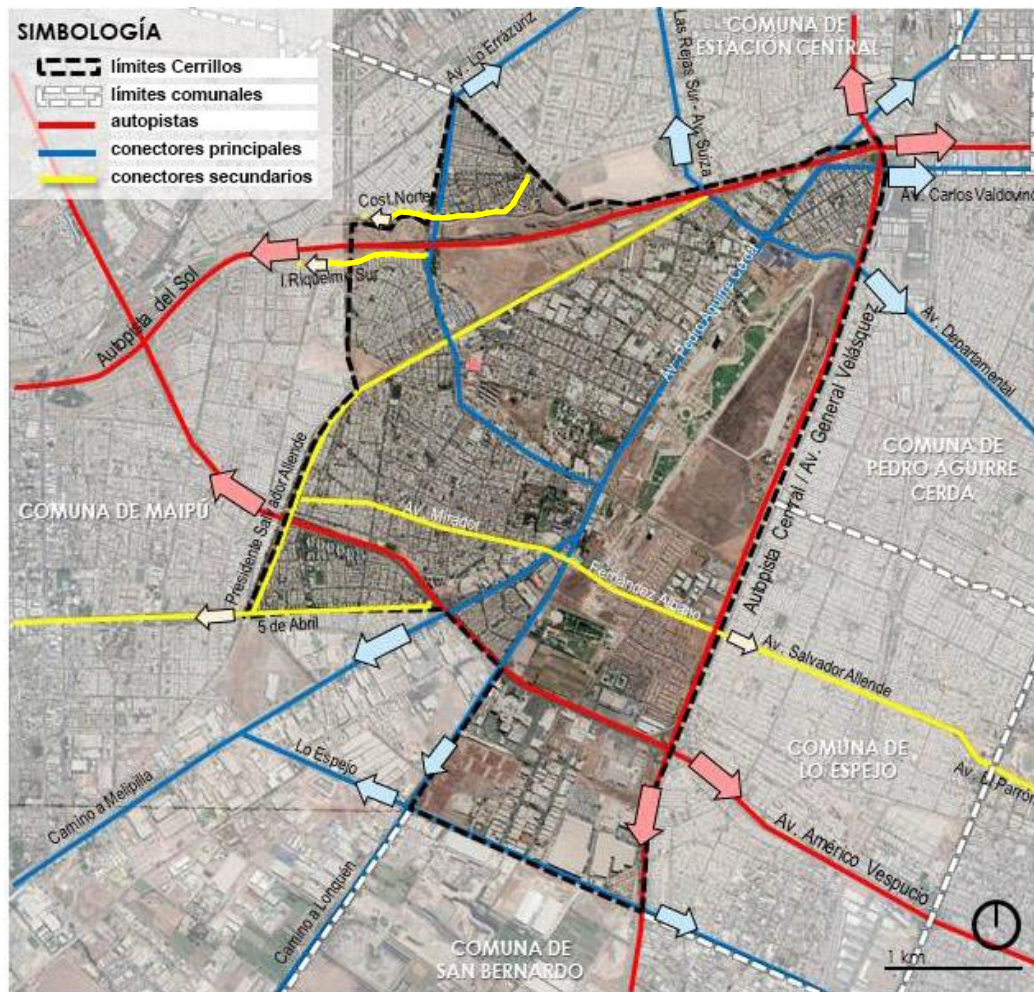 SIMBOLOGÍA
límites Cerrillos
límites comunales
autopistas
conectores principales
conectores secundarios
COMUNA DE
ESTACIÓN CENTRAL
Av. Lo Errázuriz
Las Rejas Sur - Av. Suiza
Av. Carlos Valdovino
Cost.Norte
I.Riquelme Sur
Autopista del Sol
Av. Pedro Aguirre Cerda
Av. Departamental
Autopista Central / Av. General Velásquez
COMUNA DE
PEDRO AGUIRRE
CERDA
COMUNA DE MAIPÚ
Presidente Salvador Allende
Av. Mirador
Fernández Albano
5 de Abril
Av. Salvador Allende
Av. El Parrón
COMUNA DE
LO ESPEJO
Lo Espejo
Camino a Melipilla
Camino a Lonquén
Av. Américo Vespucio
COMUNA DE
SAN BERNARDO
1 km